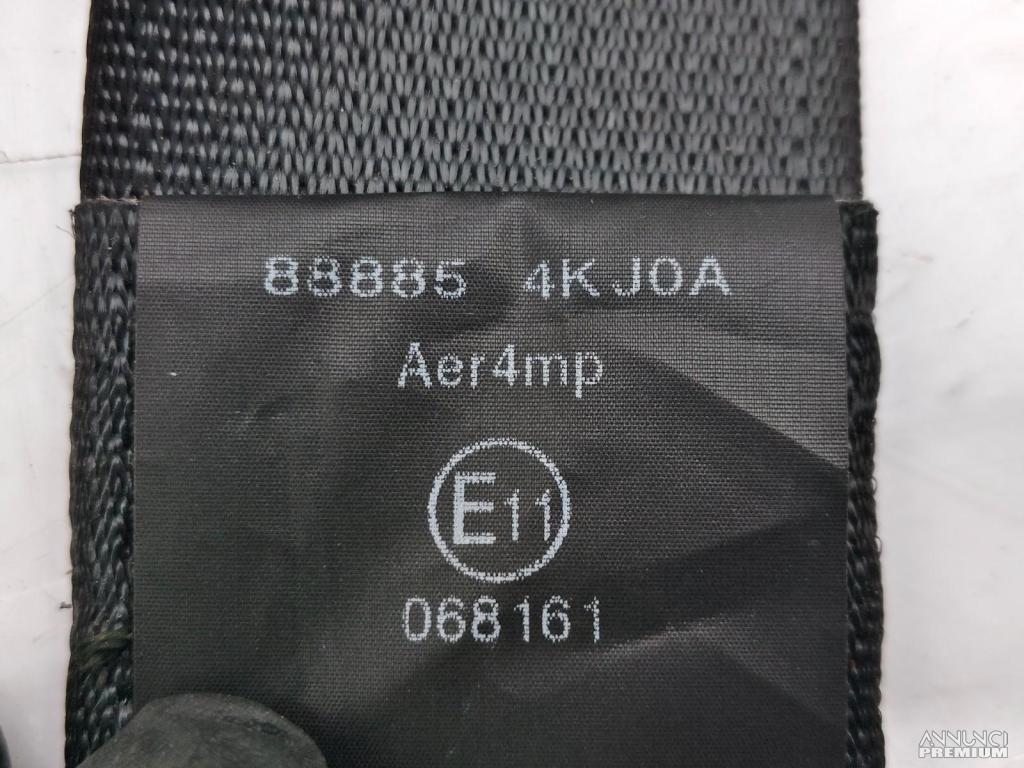 88885 4KJ0A
Aer4mp
E11
068161
ANNUNCI
PREMIUM